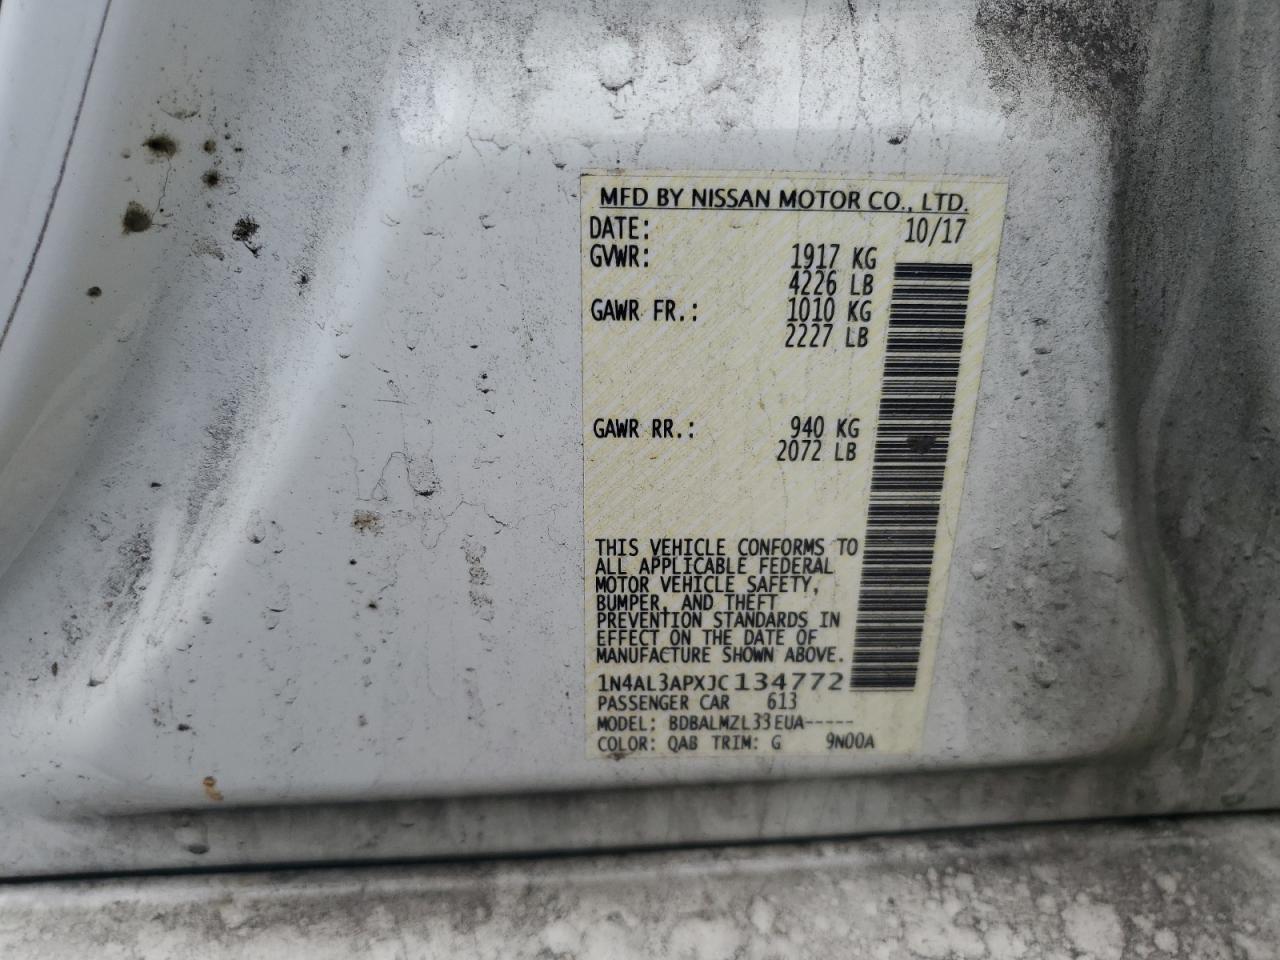 MFD BY NISSAN MOTOR CO., LTD.
DATE: 10/17
GVWR: 1917 KG
4226 LB
GAWR FR.: 1010 KG
2227 LB
GAWR RR.: 940 KG
2072 LB
THIS VEHICLE CONFORMS TO
ALL APPLICABLE FEDERAL
MOTOR VEHICLE SAFETY,
BUMPER, AND THEFT
PREVENTION STANDARDS IN
EFFECT ON THE DATE OF
MANUFACTURE SHOWN ABOVE.
1N4AL3APXJC134772
PASSENGER CAR 613
MODEL: BDBALMZL33EUA-----
COLOR: QAB TRIM: G 9N00A